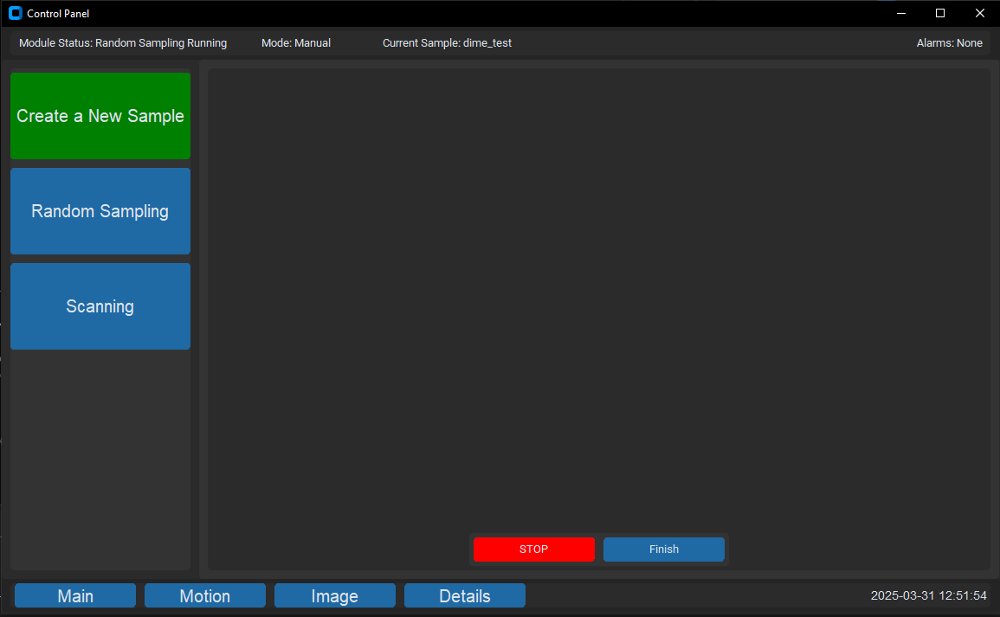 Control Panel
Module Status: Random Sampling Running Mode: Manual Current Sample: dime_test Alarms: None
Create a New Sample
Random Sampling
Scanning
STOP Finish
Main Motion Image Details 2025-03-31 12:51:54